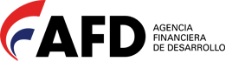 AFD
AGENCIA
FINANCIERA
DE DESARROLLO